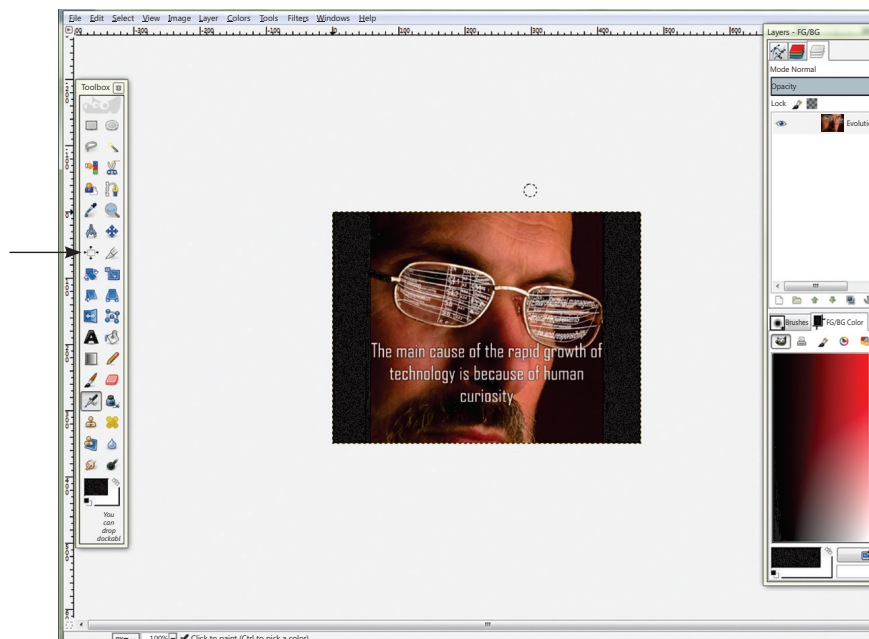 File Edit Select View Image Layer Colors Tools Filters Windows Help
Layers - FG/BG
Toolbox
Mode Normal
Opacity
Lock
The main cause of the rapid growth of
technology is because of human
curiosity
Brushes FG/BG Color
You
can
drop
dockabl
100% Click to paint (Ctrl to pick a color)